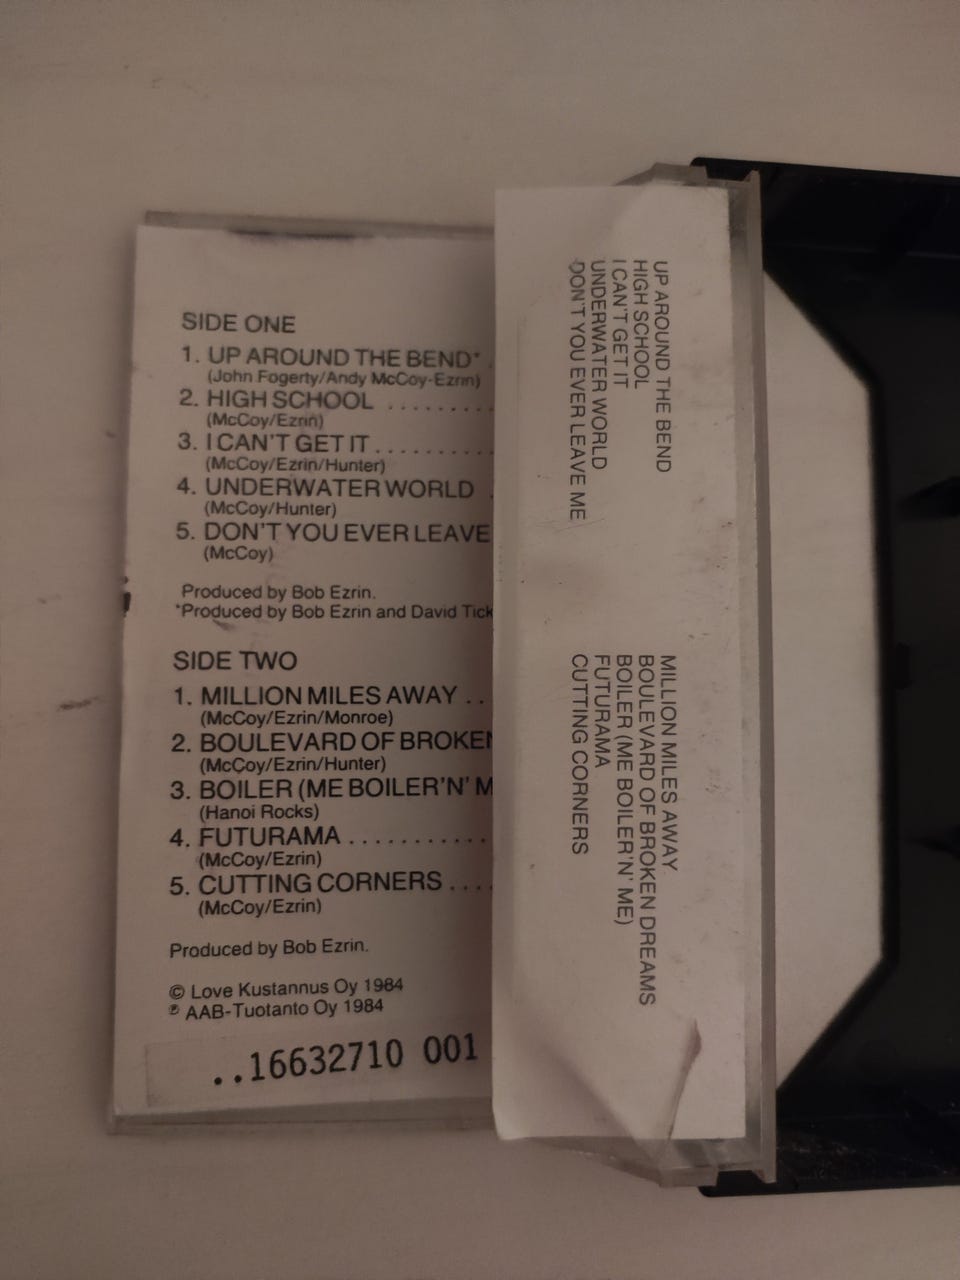 SIDE ONE
1. UP AROUND THE BEND* .
(John Fogerty/Andy McCoy-Ezrin)
2. HIGH SCHOOL ........
(McCoy/Ezrin)
3. I CAN'T GET IT .........
(McCoy/Ezrin/Hunter)
4. UNDERWATER WORLD .
(McCoy/Hunter)
5. DON'T YOU EVER LEAVE
(McCoy)
Produced by Bob Ezrin.
*Produced by Bob Ezrin and David Tick
SIDE TWO
1. MILLION MILES AWAY ..
(McCoy/Ezrin/Monroe)
2. BOULEVARD OF BROKEN
(McCoy/Ezrin/Hunter)
3. BOILER (ME BOILER'N' M
(Hanoi Rocks)
4. FUTURAMA ..........
(McCoy/Ezrin)
5. CUTTING CORNERS ....
(McCoy/Ezrin)
Produced by Bob Ezrin.
© Love Kustannus Oy 1984
℗ AAB-Tuotanto Oy 1984
..16632710 001
UP AROUND THE BEND
HIGH SCHOOL
I CAN'T GET IT
UNDERWATER WORLD
DON'T YOU EVER LEAVE ME
MILLION MILES AWAY
BOULEVARD OF BROKEN DREAMS
BOILER (ME BOILER'N' ME)
FUTURAMA
CUTTING CORNERS